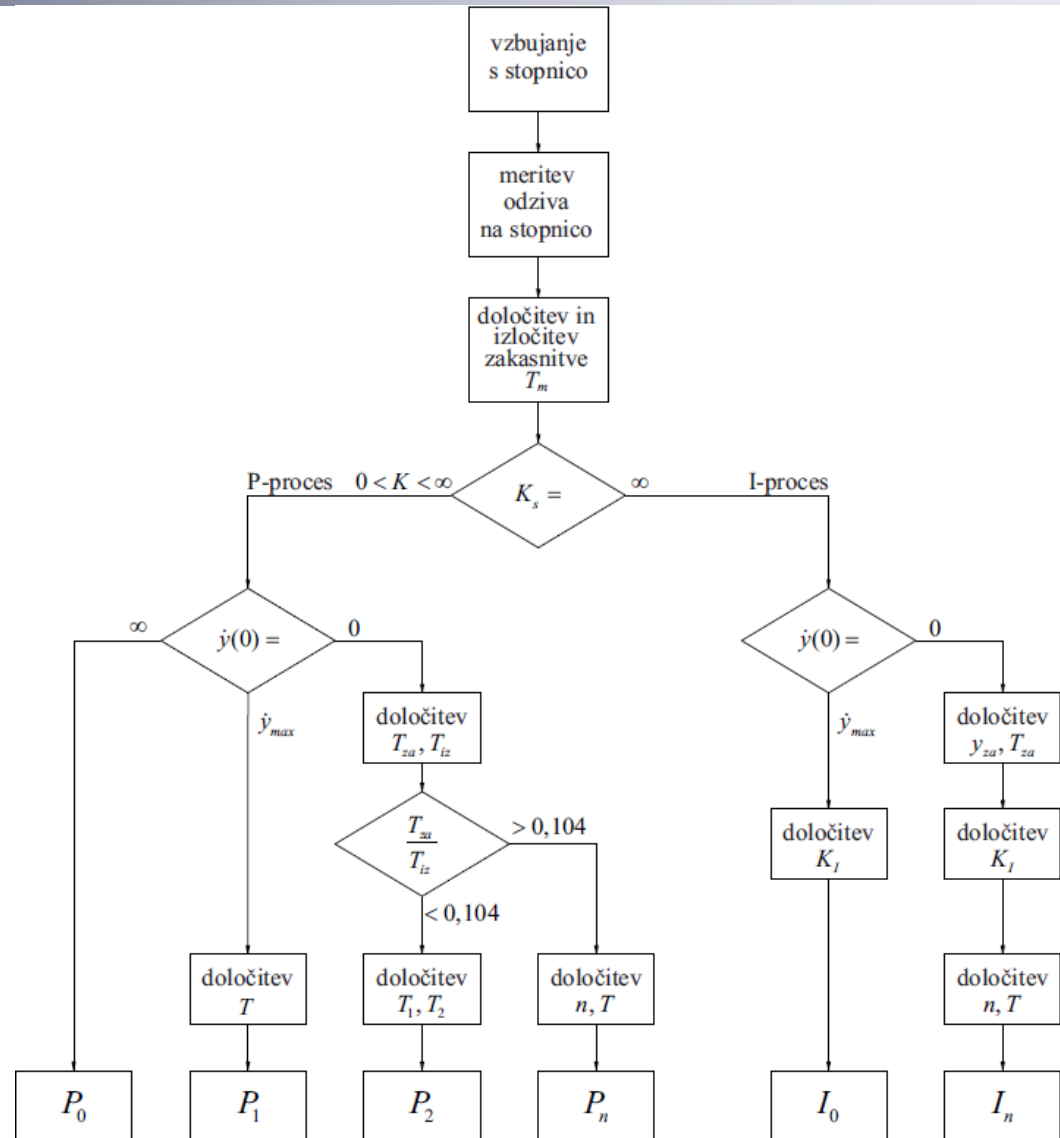 vzbujanje
s stopnico
meritev
odziva
na stopnico
določitev in
izločitev
zakasnitve
T_m
P-proces 0 < K < ∞
K_s =
∞ I-proces
∞
ẏ(0) =
0
ẏ_max
ẏ(0) =
0
ẏ_max
določitev
T_za, T_iz
določitev
y_za, T_za
T_za
T_iz
> 0,104
< 0,104
določitev
K_I
določitev
K_I
določitev
T
določitev
T_1, T_2
določitev
n, T
določitev
n, T
P_0
P_1
P_2
P_n
I_0
I_n